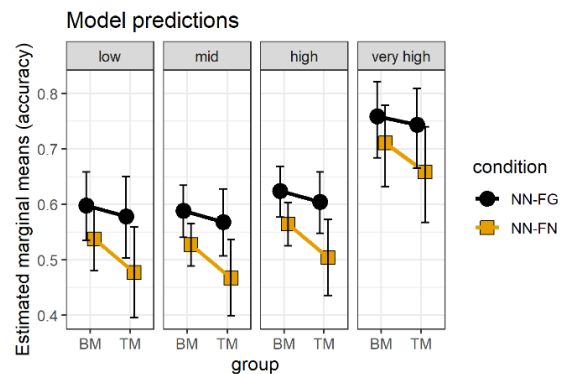 Model predictions
low mid high very high
Estimated marginal means (accuracy)
0.8
0.7
0.6
0.5
0.4
BM TM BM TM BM TM BM TM
group
condition
NN-FG
NN-FN